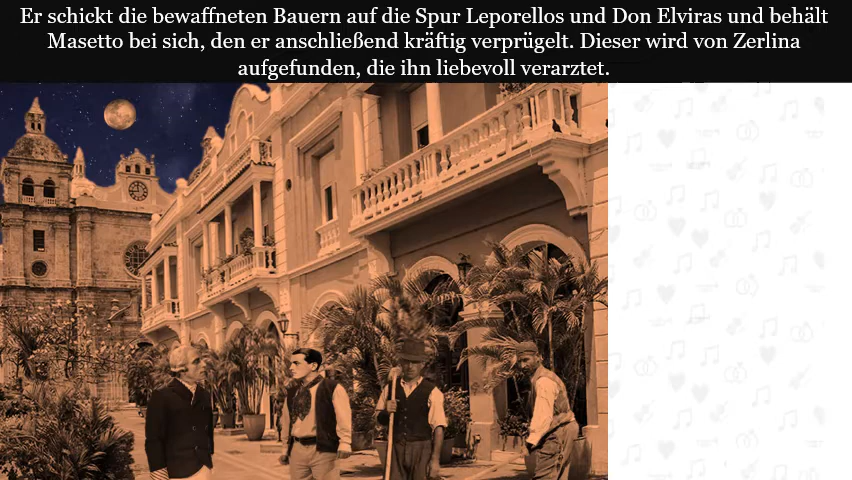 Er schickt die bewaffneten Bauern auf die Spur Leporellos und Don Elviras und behält
Masetto bei sich, den er anschließend kräftig verprügelt. Dieser wird von Zerlina
aufgefunden, die ihn liebevoll verarztet.